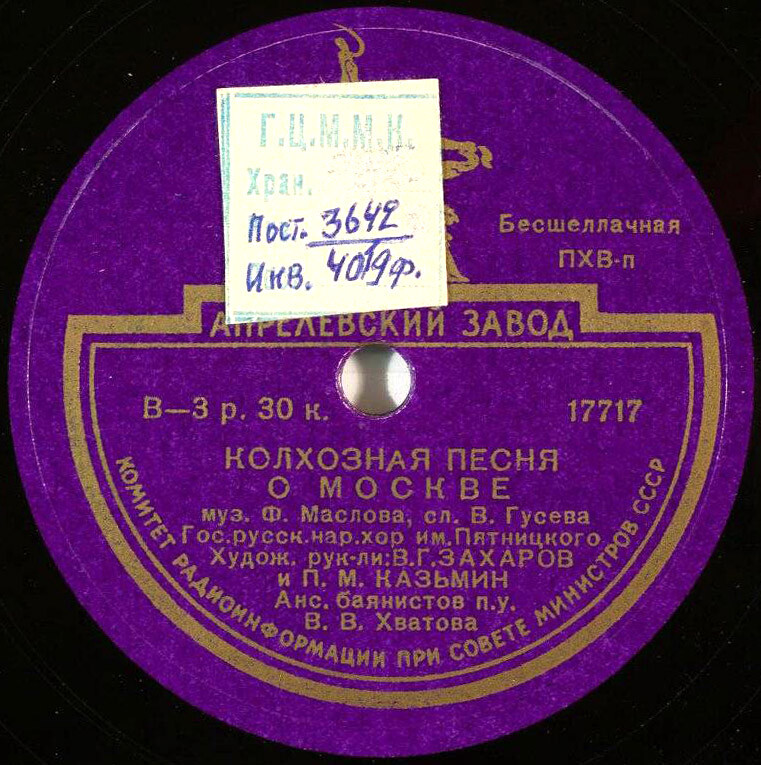 Г.Ц.М.М.К.
Хран.
Пост. 3642
Инв. 4019ф.
Бесшеллачная
ПХВ-п
АПРЕЛЕВСКИЙ ЗАВОД
В—3 р. 30 к.
17717
КОЛХОЗНАЯ ПЕСНЯ
О МОСКВЕ
муз. Ф. Маслова, сл. В. Гусева
Гос.русск.нар.хор им.Пятницкого
Худож. рук-ли:В.Г.ЗАХАРОВ
и П. М. КАЗЬМИН
Анс. баянистов п.у.
В. В. Хватова
КОМИТЕТ РАДИОИНФОРМАЦИИ ПРИ СОВЕТЕ МИНИСТРОВ СССР